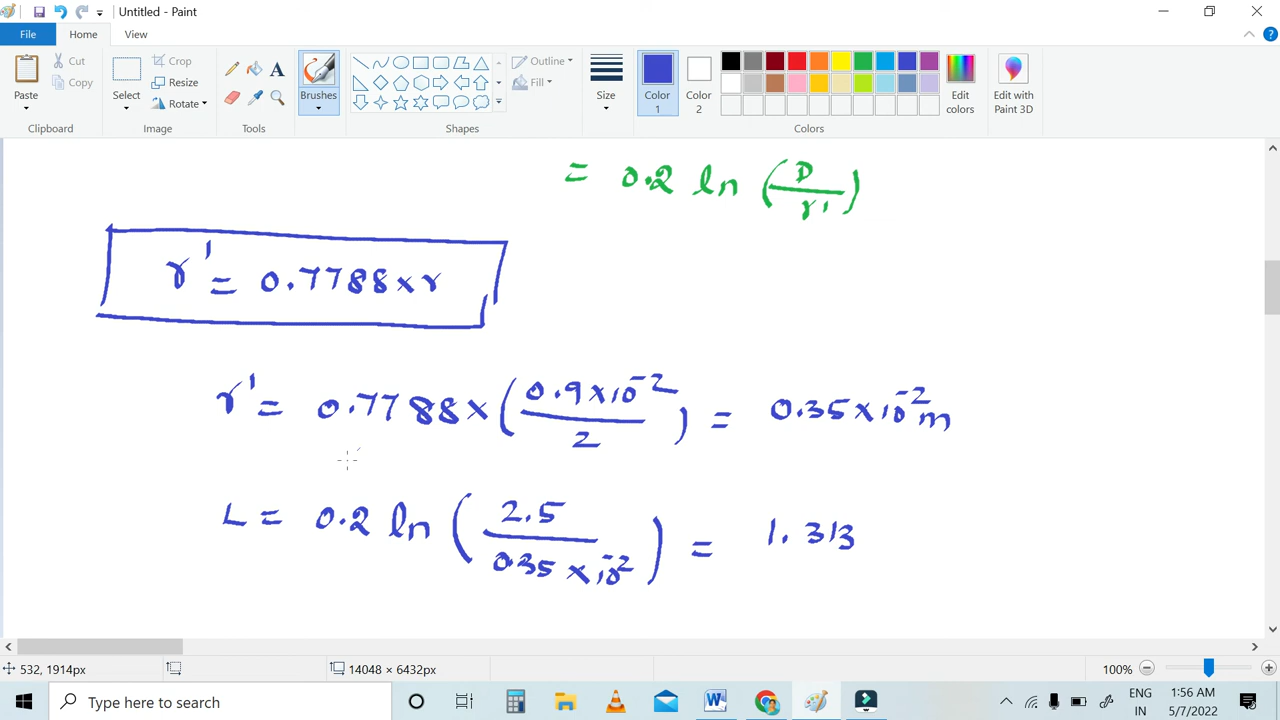 Untitled - Paint
File Home View
Paste
Cut
Copy
Clipboard
Select
Crop
Resize
Rotate
Image
A
Tools
Brushes
Outline
Fill
Shapes
Size
Color 1
Color 2
Edit colors
Edit with Paint 3D
Colors
= 0.2 ln (D/r')
r' = 0.7788×r
r' = 0.7788×(0.9×10⁻²/2) = 0.35×10⁻²m
L = 0.2 ln (2.5/0.35×10⁻²) = 1.313
532, 1914px
14048 × 6432px
100%
Type here to search
ENG
IN
1:56 AM
5/7/2022